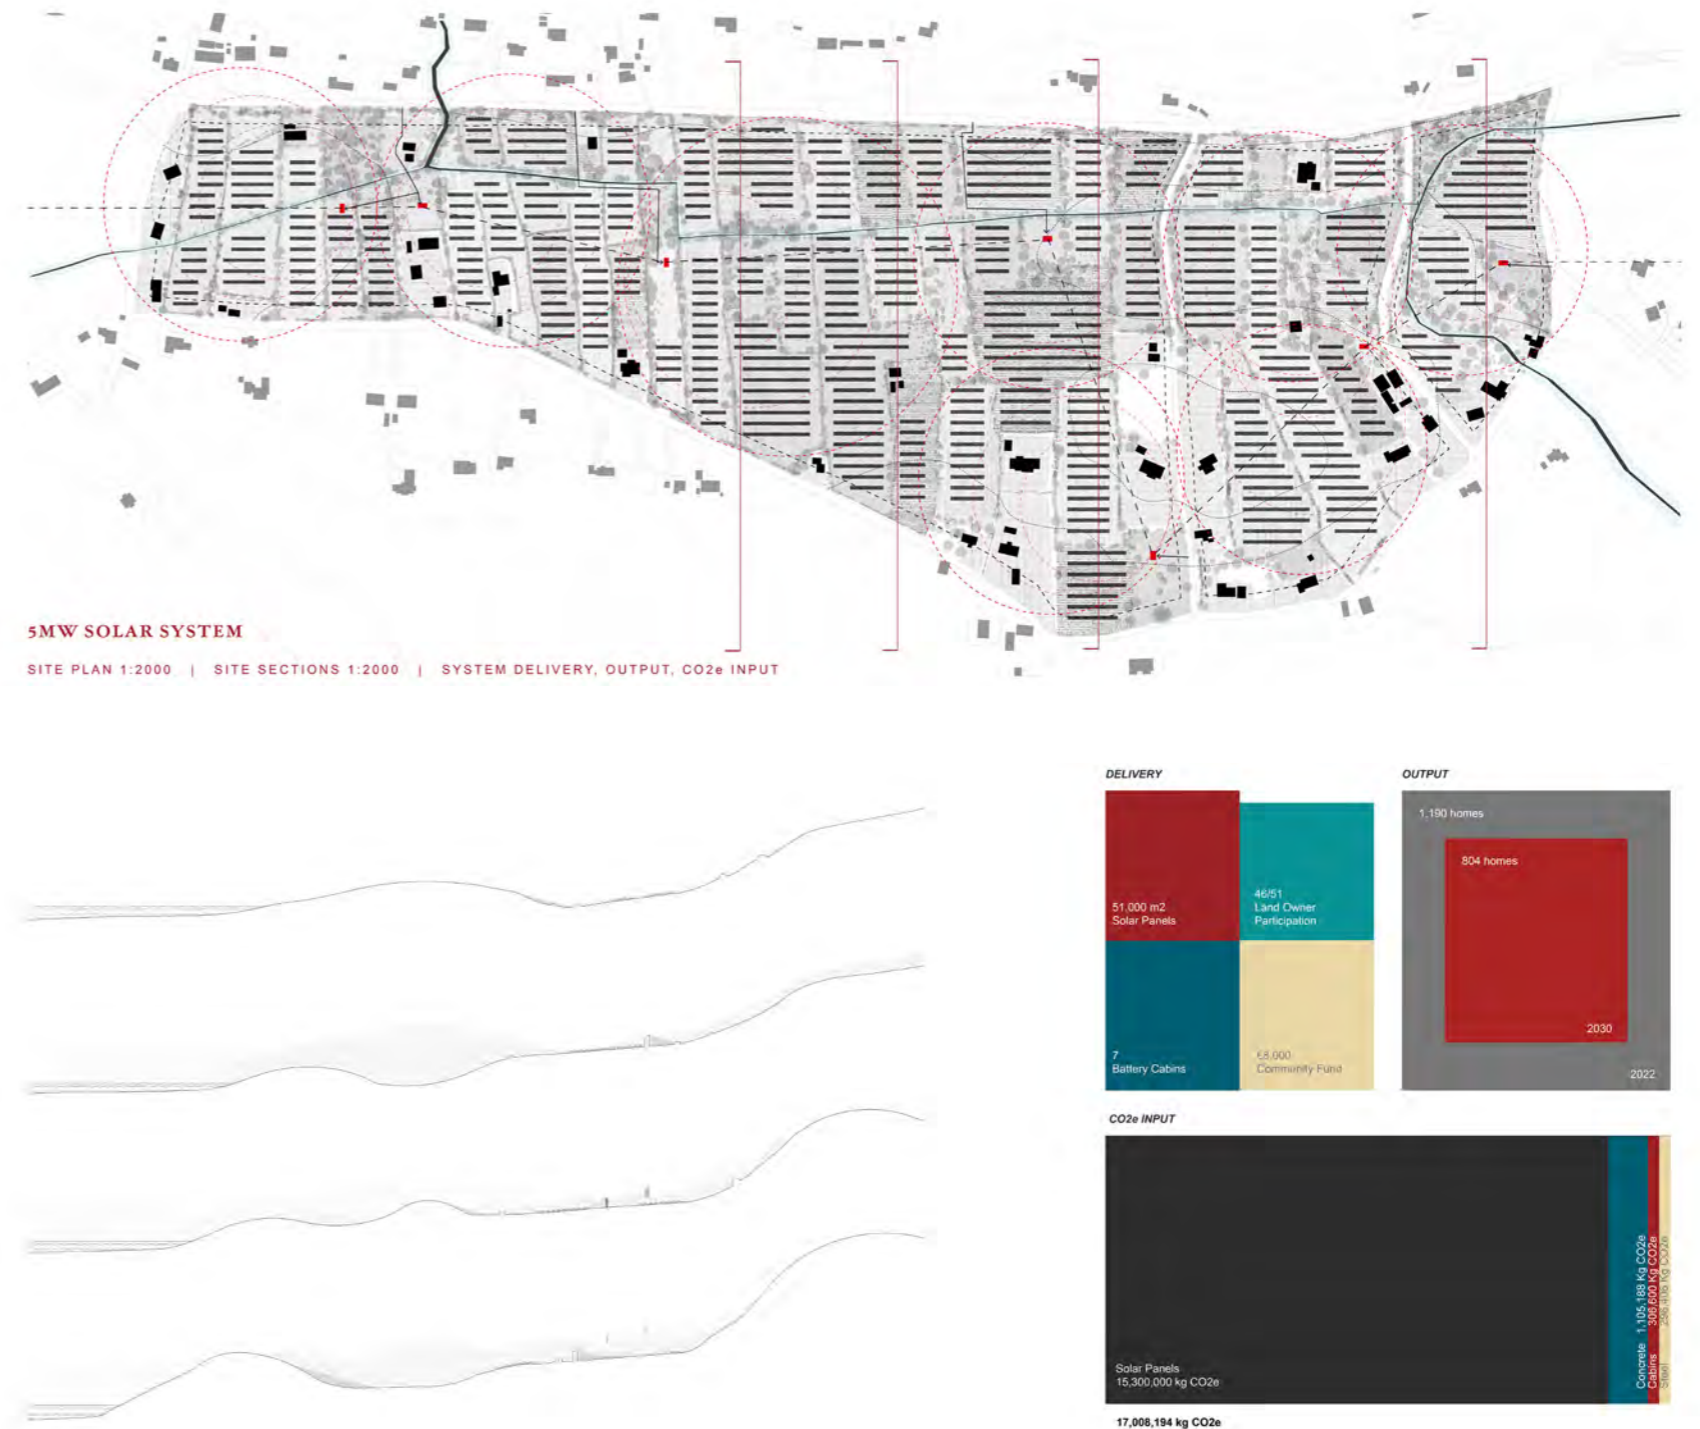 5MW SOLAR SYSTEM
SITE PLAN 1:2000 | SITE SECTIONS 1:2000 | SYSTEM DELIVERY, OUTPUT, CO2e INPUT
DELIVERY
51,000 m2
Solar Panels
46/51
Land Owner
Participation
7
Battery Cabins
€8,000
Community Fund
OUTPUT
1,190 homes
804 homes
2030
2022
CO2e INPUT
Solar Panels
15,300,000 kg CO2e
Concrete 1,105,188 Kg CO2e
Cabins 306,600 Kg CO2e
Steel Kg CO2e
17,008,194 kg CO2e